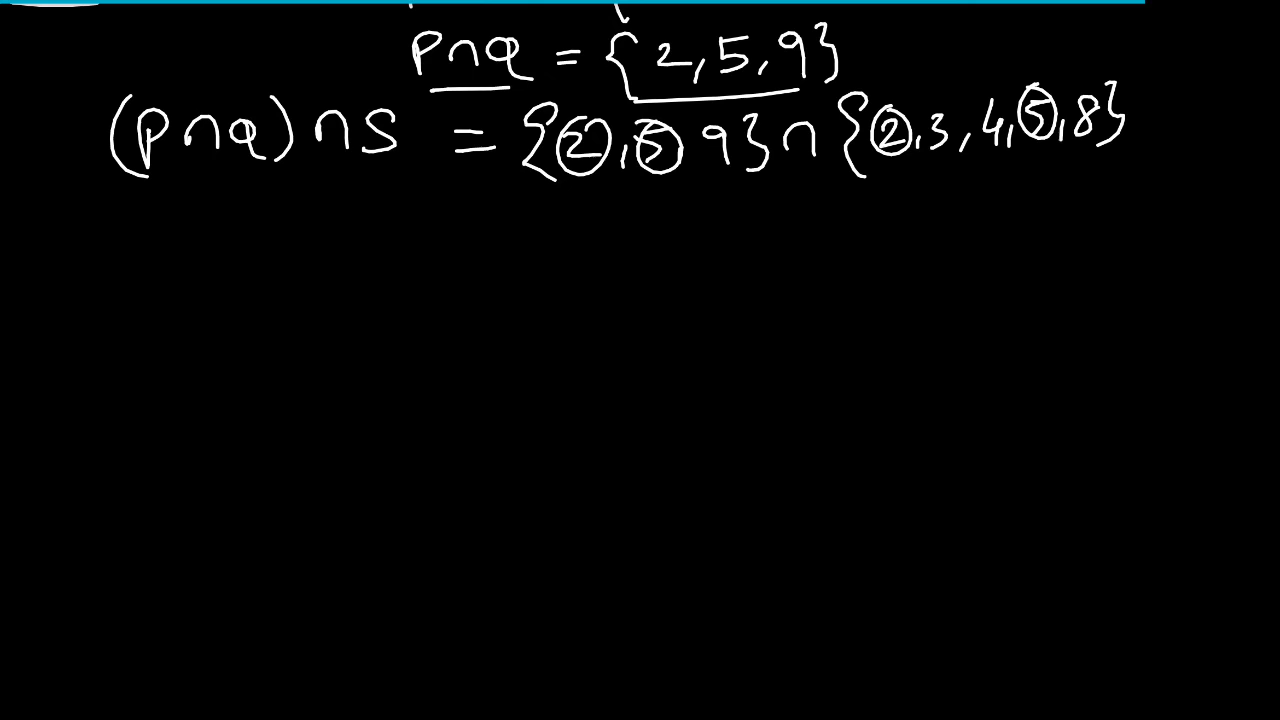 P∩Q = {2,5,9}
(P∩Q)∩S = {2,5 9}∩{2,3,4,5,8}